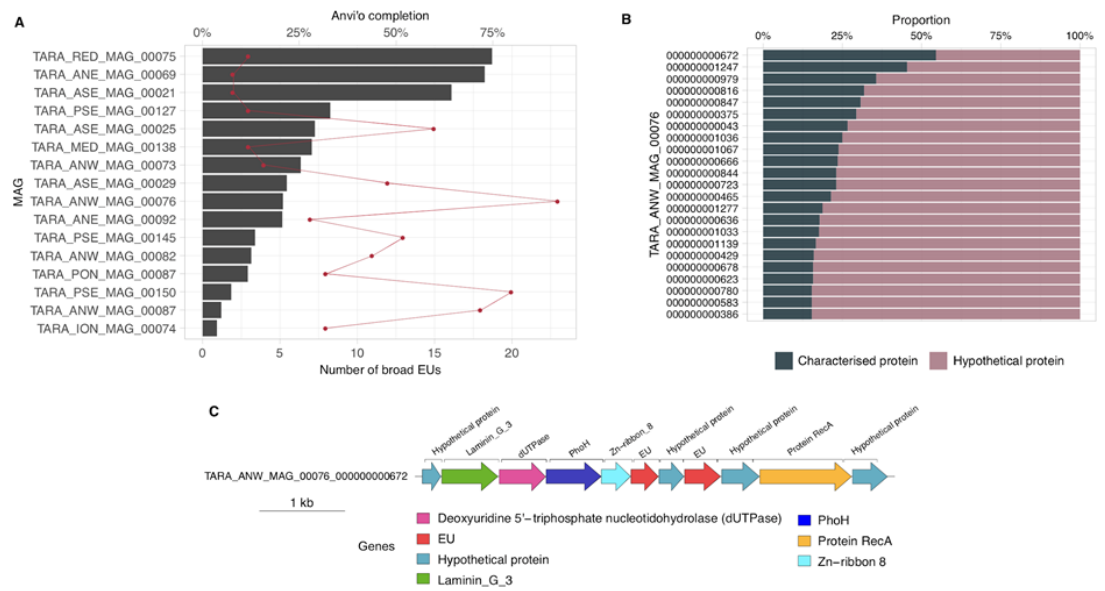 A
Anvi'o completion
0% 25% 50% 75%
MAG
TARA_RED_MAG_00075
TARA_ANE_MAG_00069
TARA_ASE_MAG_00021
TARA_PSE_MAG_00127
TARA_ASE_MAG_00025
TARA_MED_MAG_00138
TARA_ANW_MAG_00073
TARA_ASE_MAG_00029
TARA_ANW_MAG_00076
TARA_ANE_MAG_00092
TARA_PSE_MAG_00145
TARA_ANW_MAG_00082
TARA_PON_MAG_00087
TARA_PSE_MAG_00150
TARA_ANW_MAG_00087
TARA_ION_MAG_00074
0 5 10 15 20
Number of broad EUs
B
Proportion
0% 25% 50% 75% 100%
TARA_ANW_MAG_00076
000000000672
000000001247
000000000979
000000000816
000000000847
000000000375
000000000043
000000001036
000000001067
000000000666
000000000844
000000000723
000000000465
000000001277
000000000636
000000001033
000000001139
000000000429
000000000678
000000000623
000000000780
000000000583
000000000386
Characterised protein Hypothetical protein
C
Hypothetical protein Laminin_G_3 dUTPase PhoH Zn-ribbon_8 EU Hypothetical protein EU Hypothetical protein Protein RecA Hypothetical protein
TARA_ANW_MAG_00076_000000000672
1 kb
Genes
Deoxyuridine 5'−triphosphate nucleotidohydrolase (dUTPase)
EU
Hypothetical protein
Laminin_G_3
PhoH
Protein RecA
Zn−ribbon 8